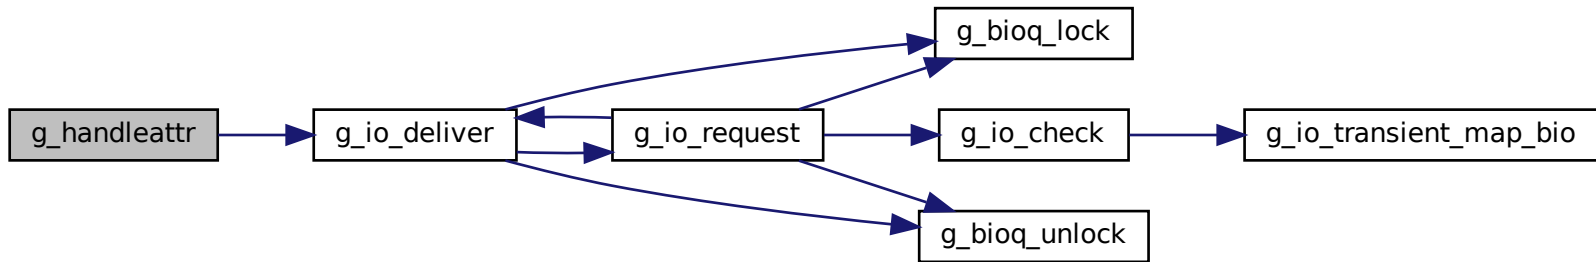 g_handleattr
g_io_deliver
g_io_request
g_bioq_lock
g_io_check
g_io_transient_map_bio
g_bioq_unlock